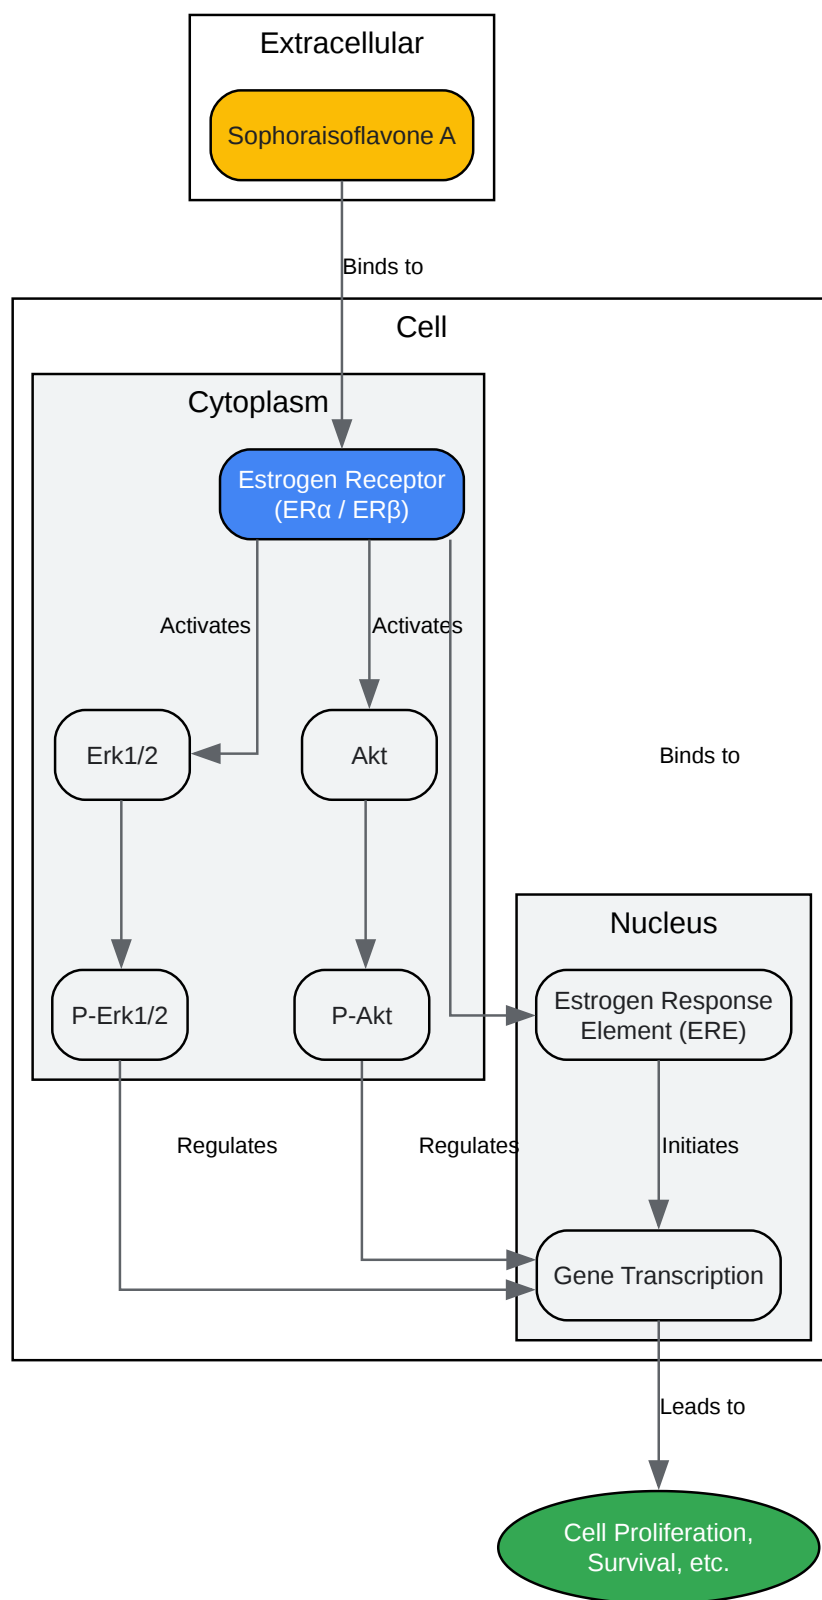 Extracellular
Sophoraisoflavone A
Binds to
Cell
Cytoplasm
Estrogen Receptor
(ERα / ERβ)
Activates
Activates
Erk1/2
Akt
Binds to
Nucleus
P-Erk1/2
P-Akt
Estrogen Response
Element (ERE)
Regulates
Regulates
Initiates
Gene Transcription
Leads to
Cell Proliferation,
Survival, etc.